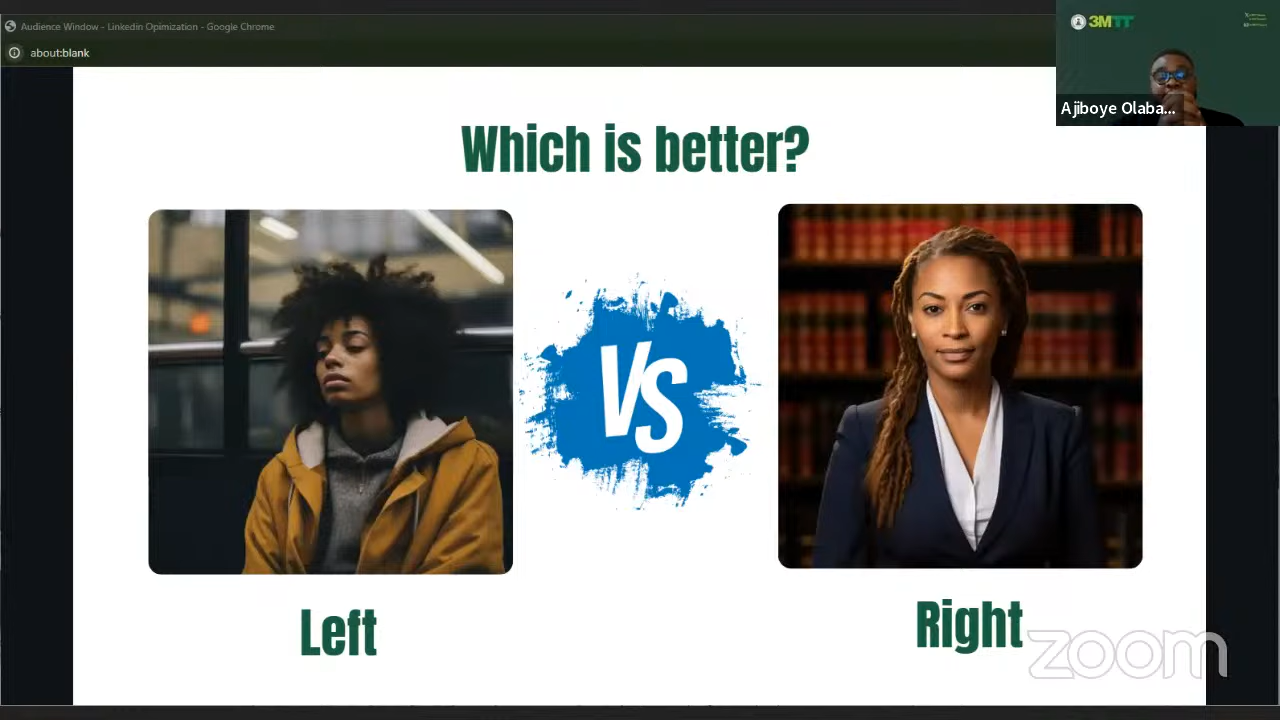 Audience Window - Linkedin Opimization - Google Chrome
about:blank
3MTT
Ajiboye Olaba...
Which is better?
VS
Left
Right
zoom